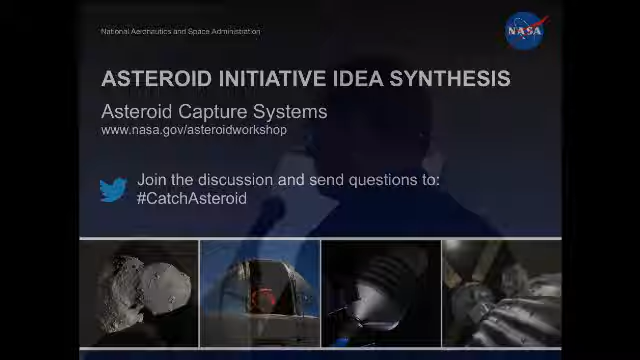 National Aeronautics and Space Administration
NASA
ASTEROID INITIATIVE IDEA SYNTHESIS
Asteroid Capture Systems
www.nasa.gov/asteroidworkshop
Join the discussion and send questions to:
#CatchAsteroid